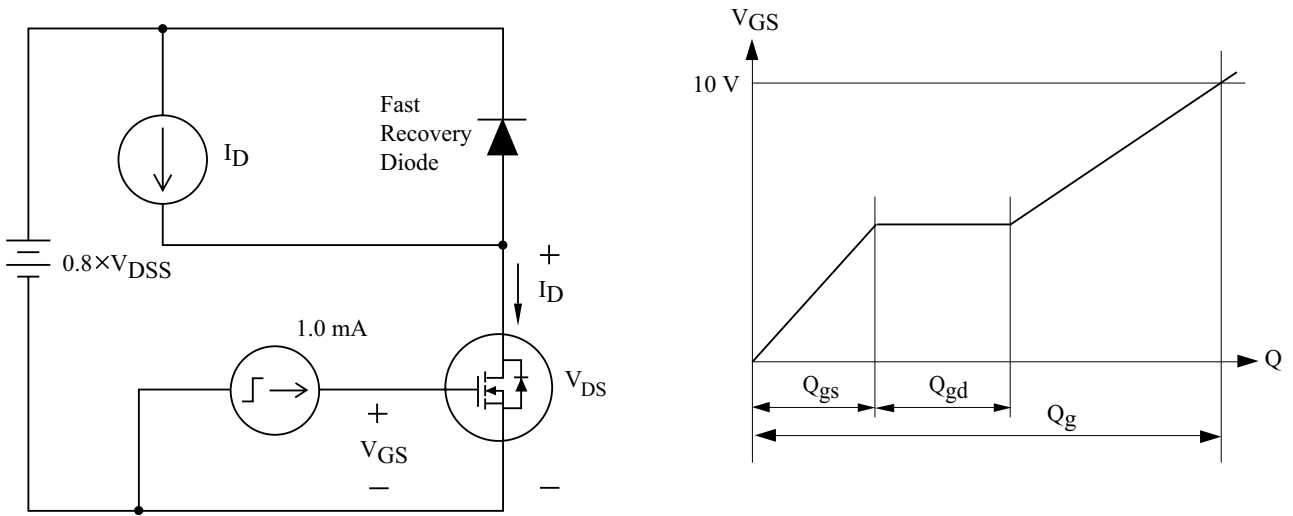 I_D
Fast
Recovery
Diode
0.8×V_DSS
+
I_D
1.0 mA
V_DS
+
V_GS
−
−
V_GS
10 V
Q
Q_gs
Q_gd
Q_g